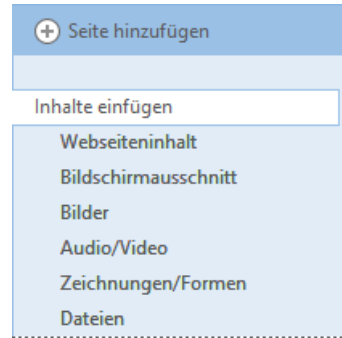 Seite hinzufügen
Inhalte einfügen
Webseiteninhalt
Bildschirmausschnitt
Bilder
Audio/Video
Zeichnungen/Formen
Dateien